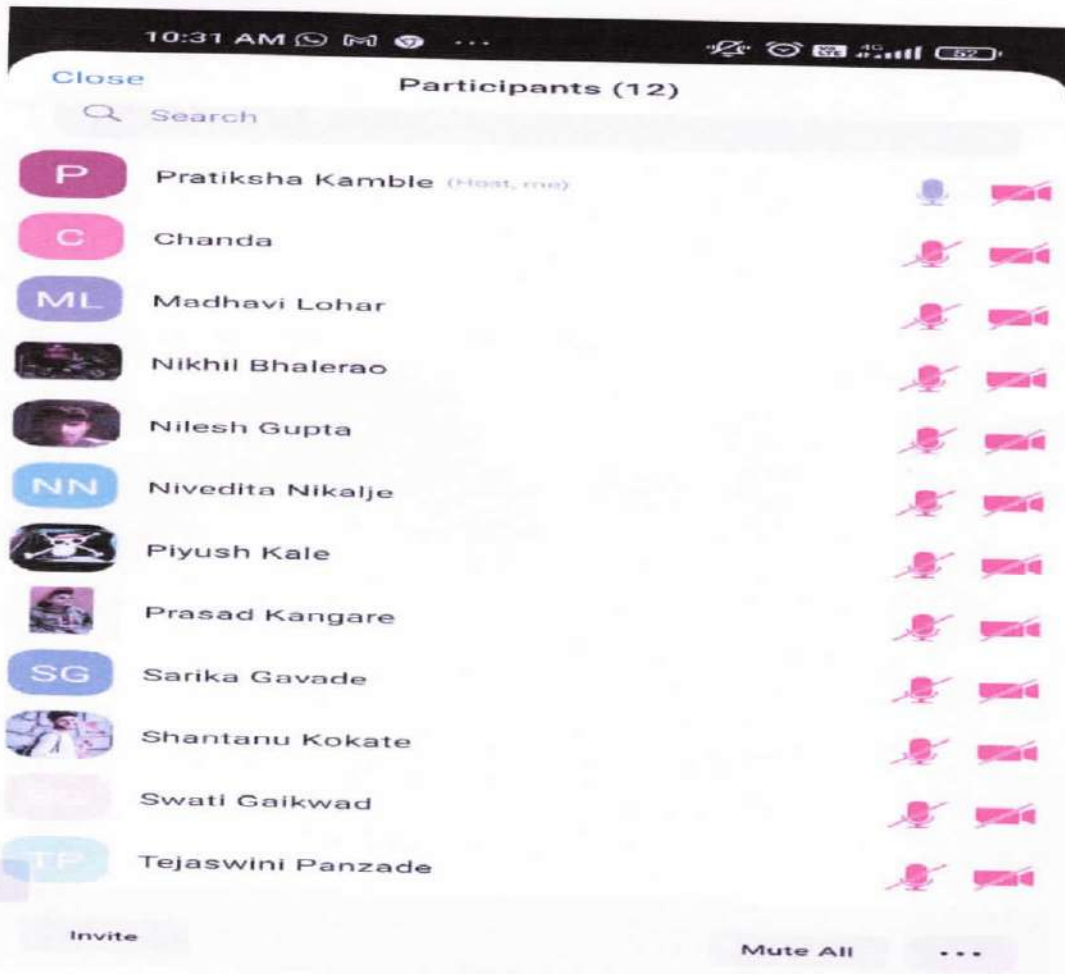 10:31 AM ... 4G 52
Close Participants (12)
Search
P Pratiksha Kamble (Host, me)
C Chanda
ML Madhavi Lohar
Nikhil Bhalerao
Nilesh Gupta
NN Nivedita Nikalje
Piyush Kale
Prasad Kangare
SG Sarika Gavade
Shantanu Kokate
Swati Gaikwad
TP Tejaswini Panzade
Invite Mute All ...